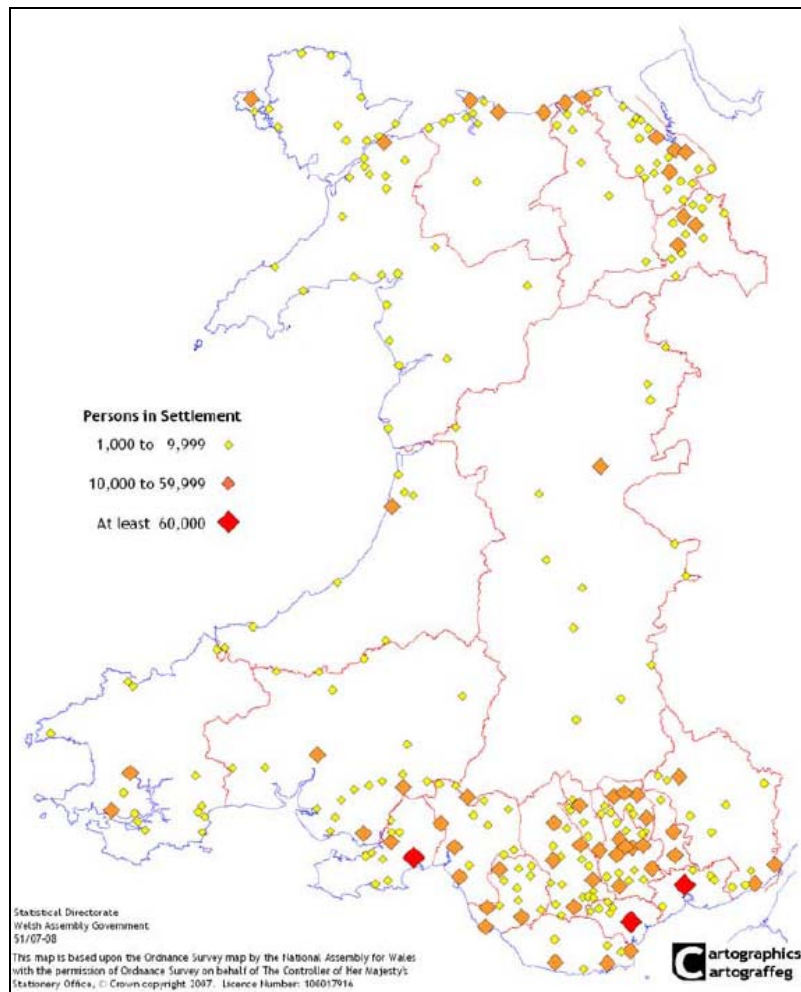 Persons in Settlement
1,000 to 9,999
10,000 to 59,999
At least 60,000
Statistical Directorate
Welsh Assembly Government
51/07-08
This map is based upon the Ordnance Survey map by the National Assembly for Wales
with the permission of Ordnance Survey on behalf of The Controller of Her Majesty's
Stationery Office, © Crown copyright 2007. Licence Number: 100017916
Cartographics
Cartograffeg